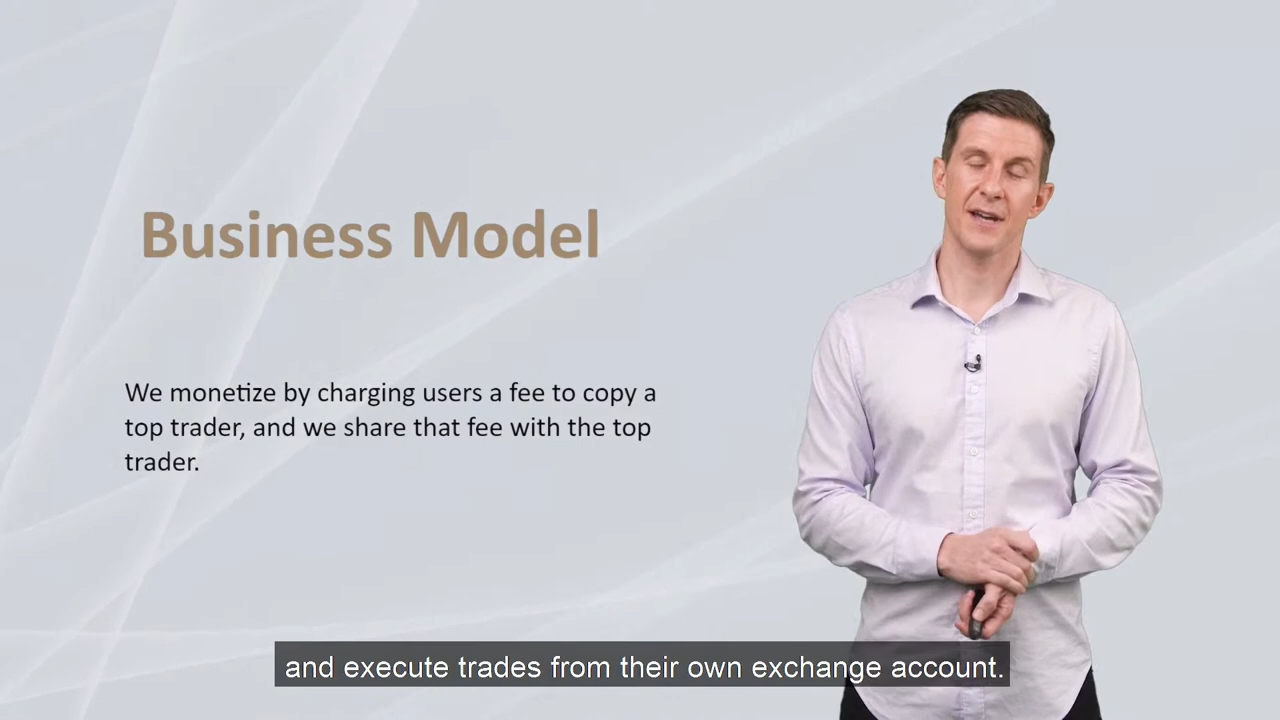 Business Model
We monetize by charging users a fee to copy a
top trader, and we share that fee with the top
trader.
and execute trades from their own exchange account.